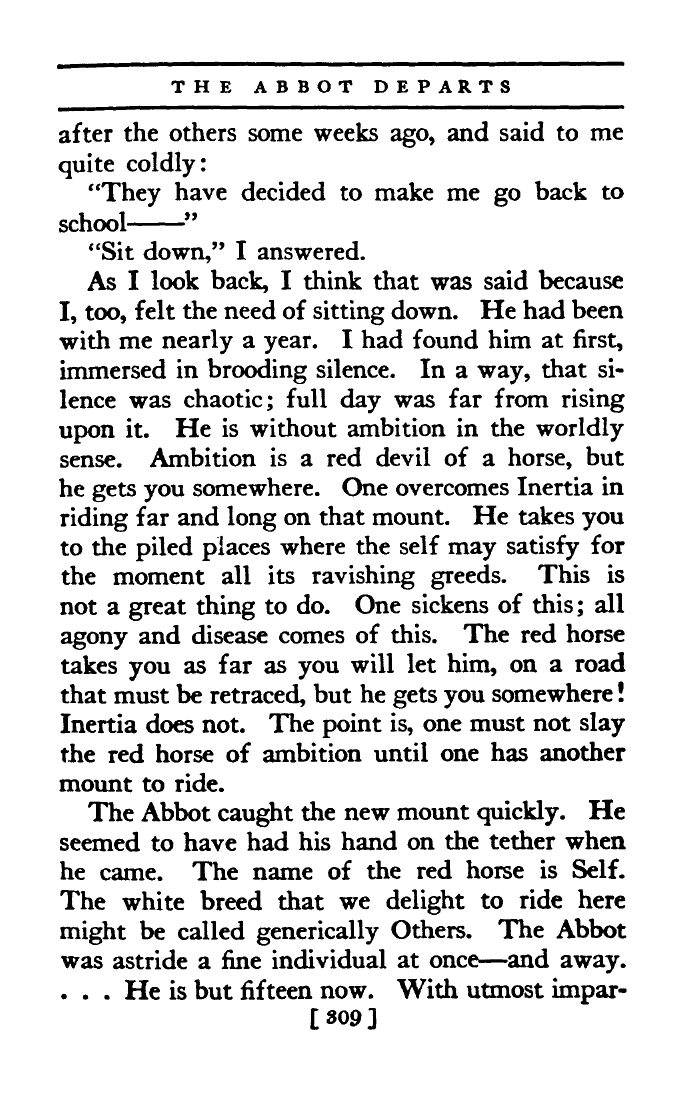 THE ABBOT DEPARTS
after the others some weeks ago, and said to me
quite coldly:
"They have decided to make me go back to
school——"
"Sit down," I answered.
As I look back, I think that was said because
I, too, felt the need of sitting down. He had been
with me nearly a year. I had found him at first,
immersed in brooding silence. In a way, that si-
lence was chaotic; full day was far from rising
upon it. He is without ambition in the worldly
sense. Ambition is a red devil of a horse, but
he gets you somewhere. One overcomes Inertia in
riding far and long on that mount. He takes you
to the piled places where the self may satisfy for
the moment all its ravishing greeds. This is
not a great thing to do. One sickens of this; all
agony and disease comes of this. The red horse
takes you as far as you will let him, on a road
that must be retraced, but he gets you somewhere!
Inertia does not. The point is, one must not slay
the red horse of ambition until one has another
mount to ride.
The Abbot caught the new mount quickly. He
seemed to have had his hand on the tether when
he came. The name of the red horse is Self.
The white breed that we delight to ride here
might be called generically Others. The Abbot
was astride a fine individual at once—and away.
. . . He is but fifteen now. With utmost impar-
[ 309 ]